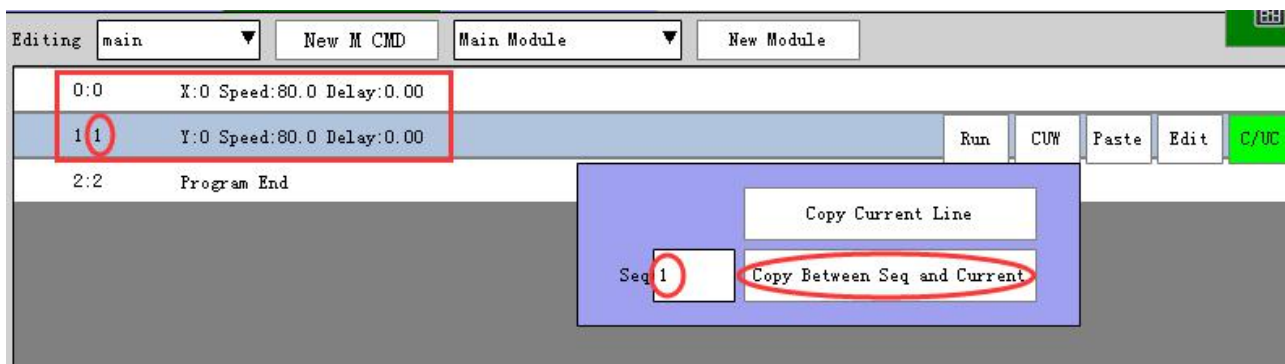 Editing main ▼ New M CMD Main Module ▼ New Module
0:0 X:0 Speed:80.0 Delay:0.00
1:1 Y:0 Speed:80.0 Delay:0.00 Run CUW Paste Edit C/UC
2:2 Program End
Copy Current Line
Seq 1 Copy Between Seq and Current